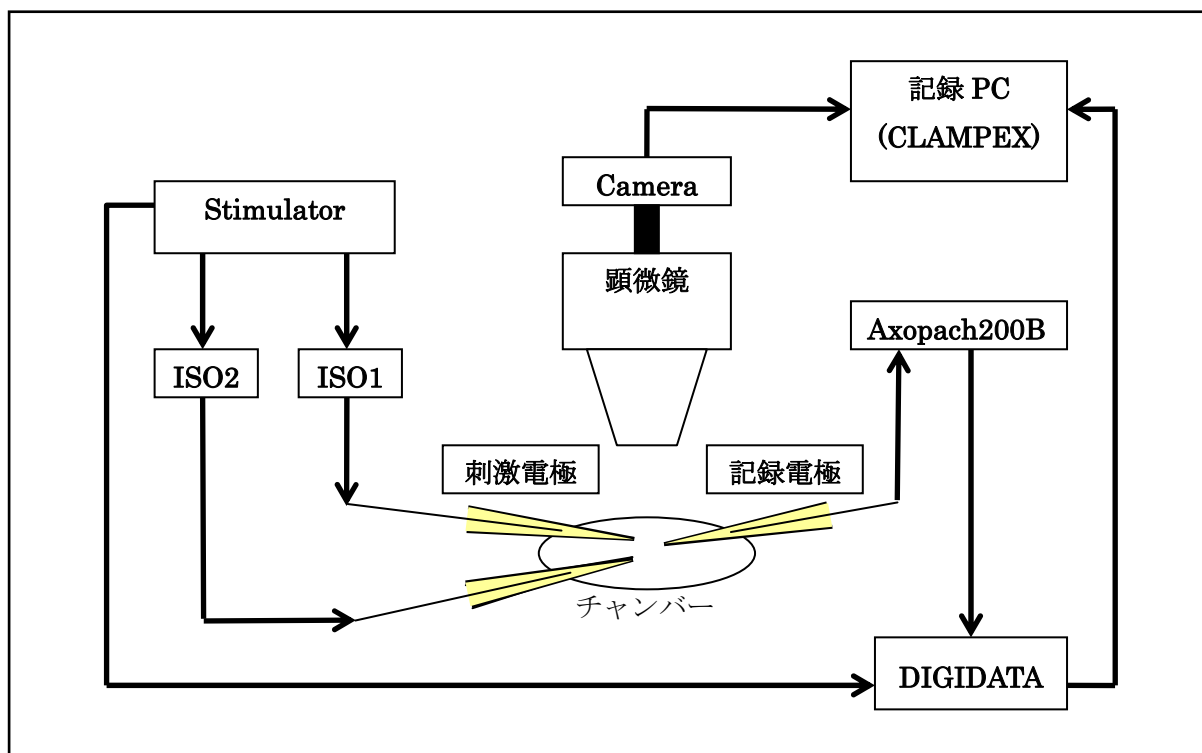 記録 PC
(CLAMPEX)
Camera
Stimulator
顕微鏡
Axopach200B
ISO2
ISO1
刺激電極
記録電極
チャンバー
DIGIDATA